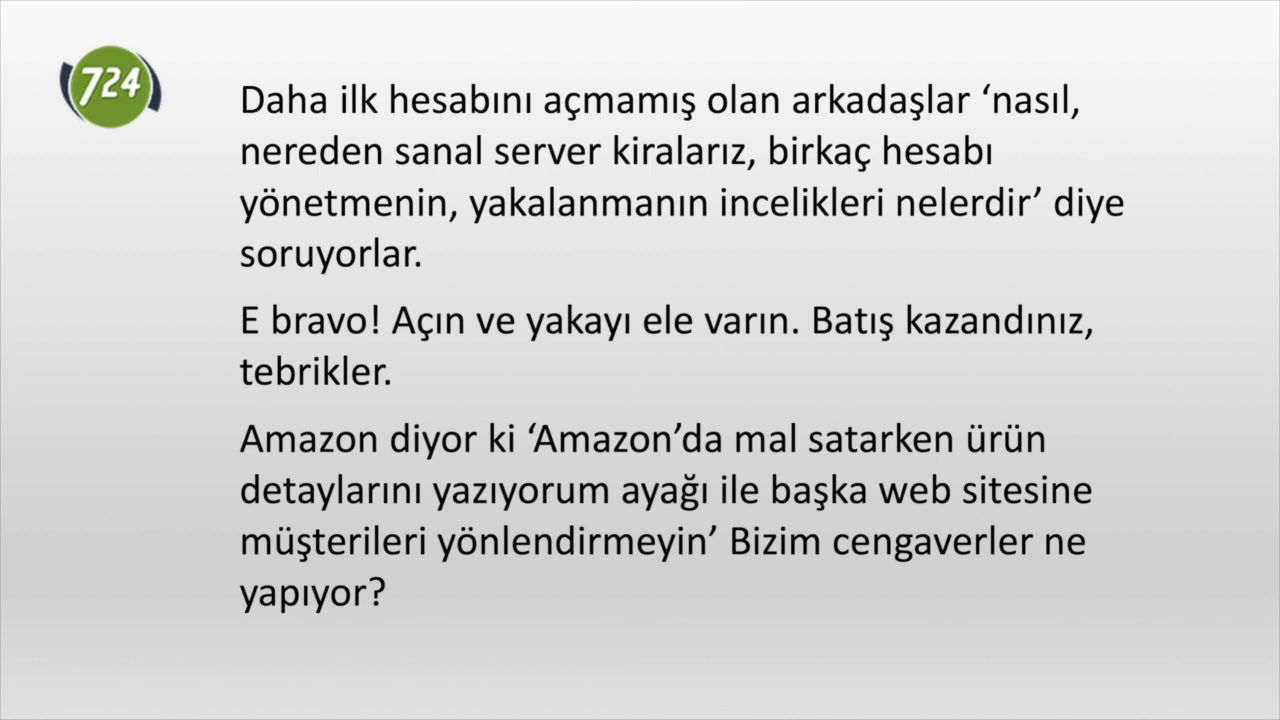 724
Daha ilk hesabını açmamış olan arkadaşlar ‘nasıl,
nereden sanal server kiralarız, birkaç hesabı
yönetmenin, yakalanmanın incelikleri nelerdir’ diye
soruyorlar.
E bravo! Açın ve yakayı ele varın. Batış kazandınız,
tebrikler.
Amazon diyor ki ‘Amazon’da mal satarken ürün
detaylarını yazıyorum ayağı ile başka web sitesine
müşterileri yönlendirmeyin’ Bizim cengaverler ne
yapıyor?